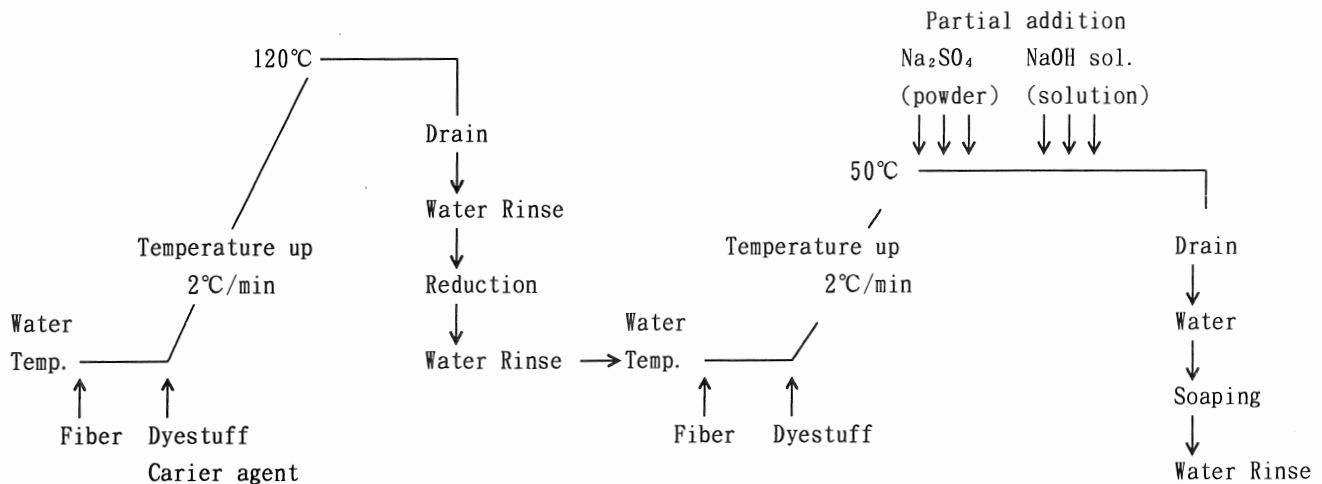 Partial addition
120℃
Na₂SO₄ NaOH sol.
(powder) (solution)
Drain
50℃
Water Rinse
Temperature up
2℃/min
Temperature up
2℃/min
Drain
Reduction
Water
Temp.
Water Rinse
Water
Temp.
Water
Fiber Dyestuff
Carier agent
Fiber Dyestuff
Soaping
Water Rinse